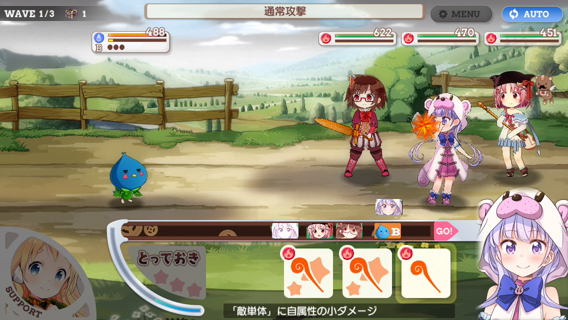 WAVE 1/3 1
通常攻撃
MENU
AUTO
B 488
622
470
451
B
GO!
とっておき
SUPPORT
「敵単体」に自属性の小ダメージ